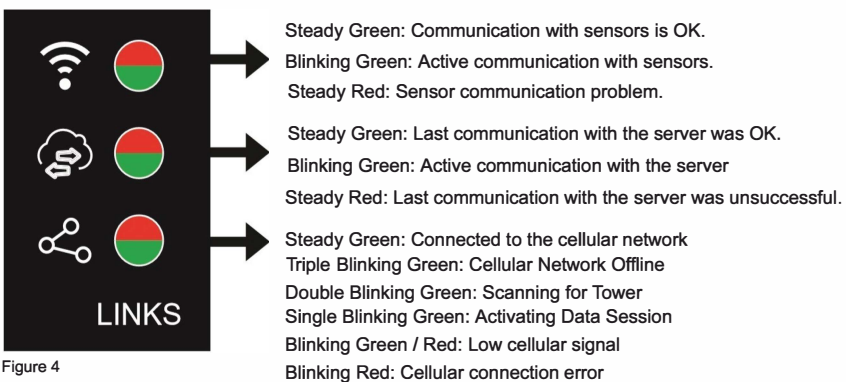 Steady Green: Communication with sensors is OK.
Blinking Green: Active communication with sensors.
Steady Red: Sensor communication problem.
Steady Green: Last communication with the server was OK.
Blinking Green: Active communication with the server
Steady Red: Last communication with the server was unsuccessful.
Steady Green: Connected to the cellular network
Triple Blinking Green: Cellular Network Offline
Double Blinking Green: Scanning for Tower
Single Blinking Green: Activating Data Session
Blinking Green / Red: Low cellular signal
Blinking Red: Cellular connection error
LINKS
Figure 4